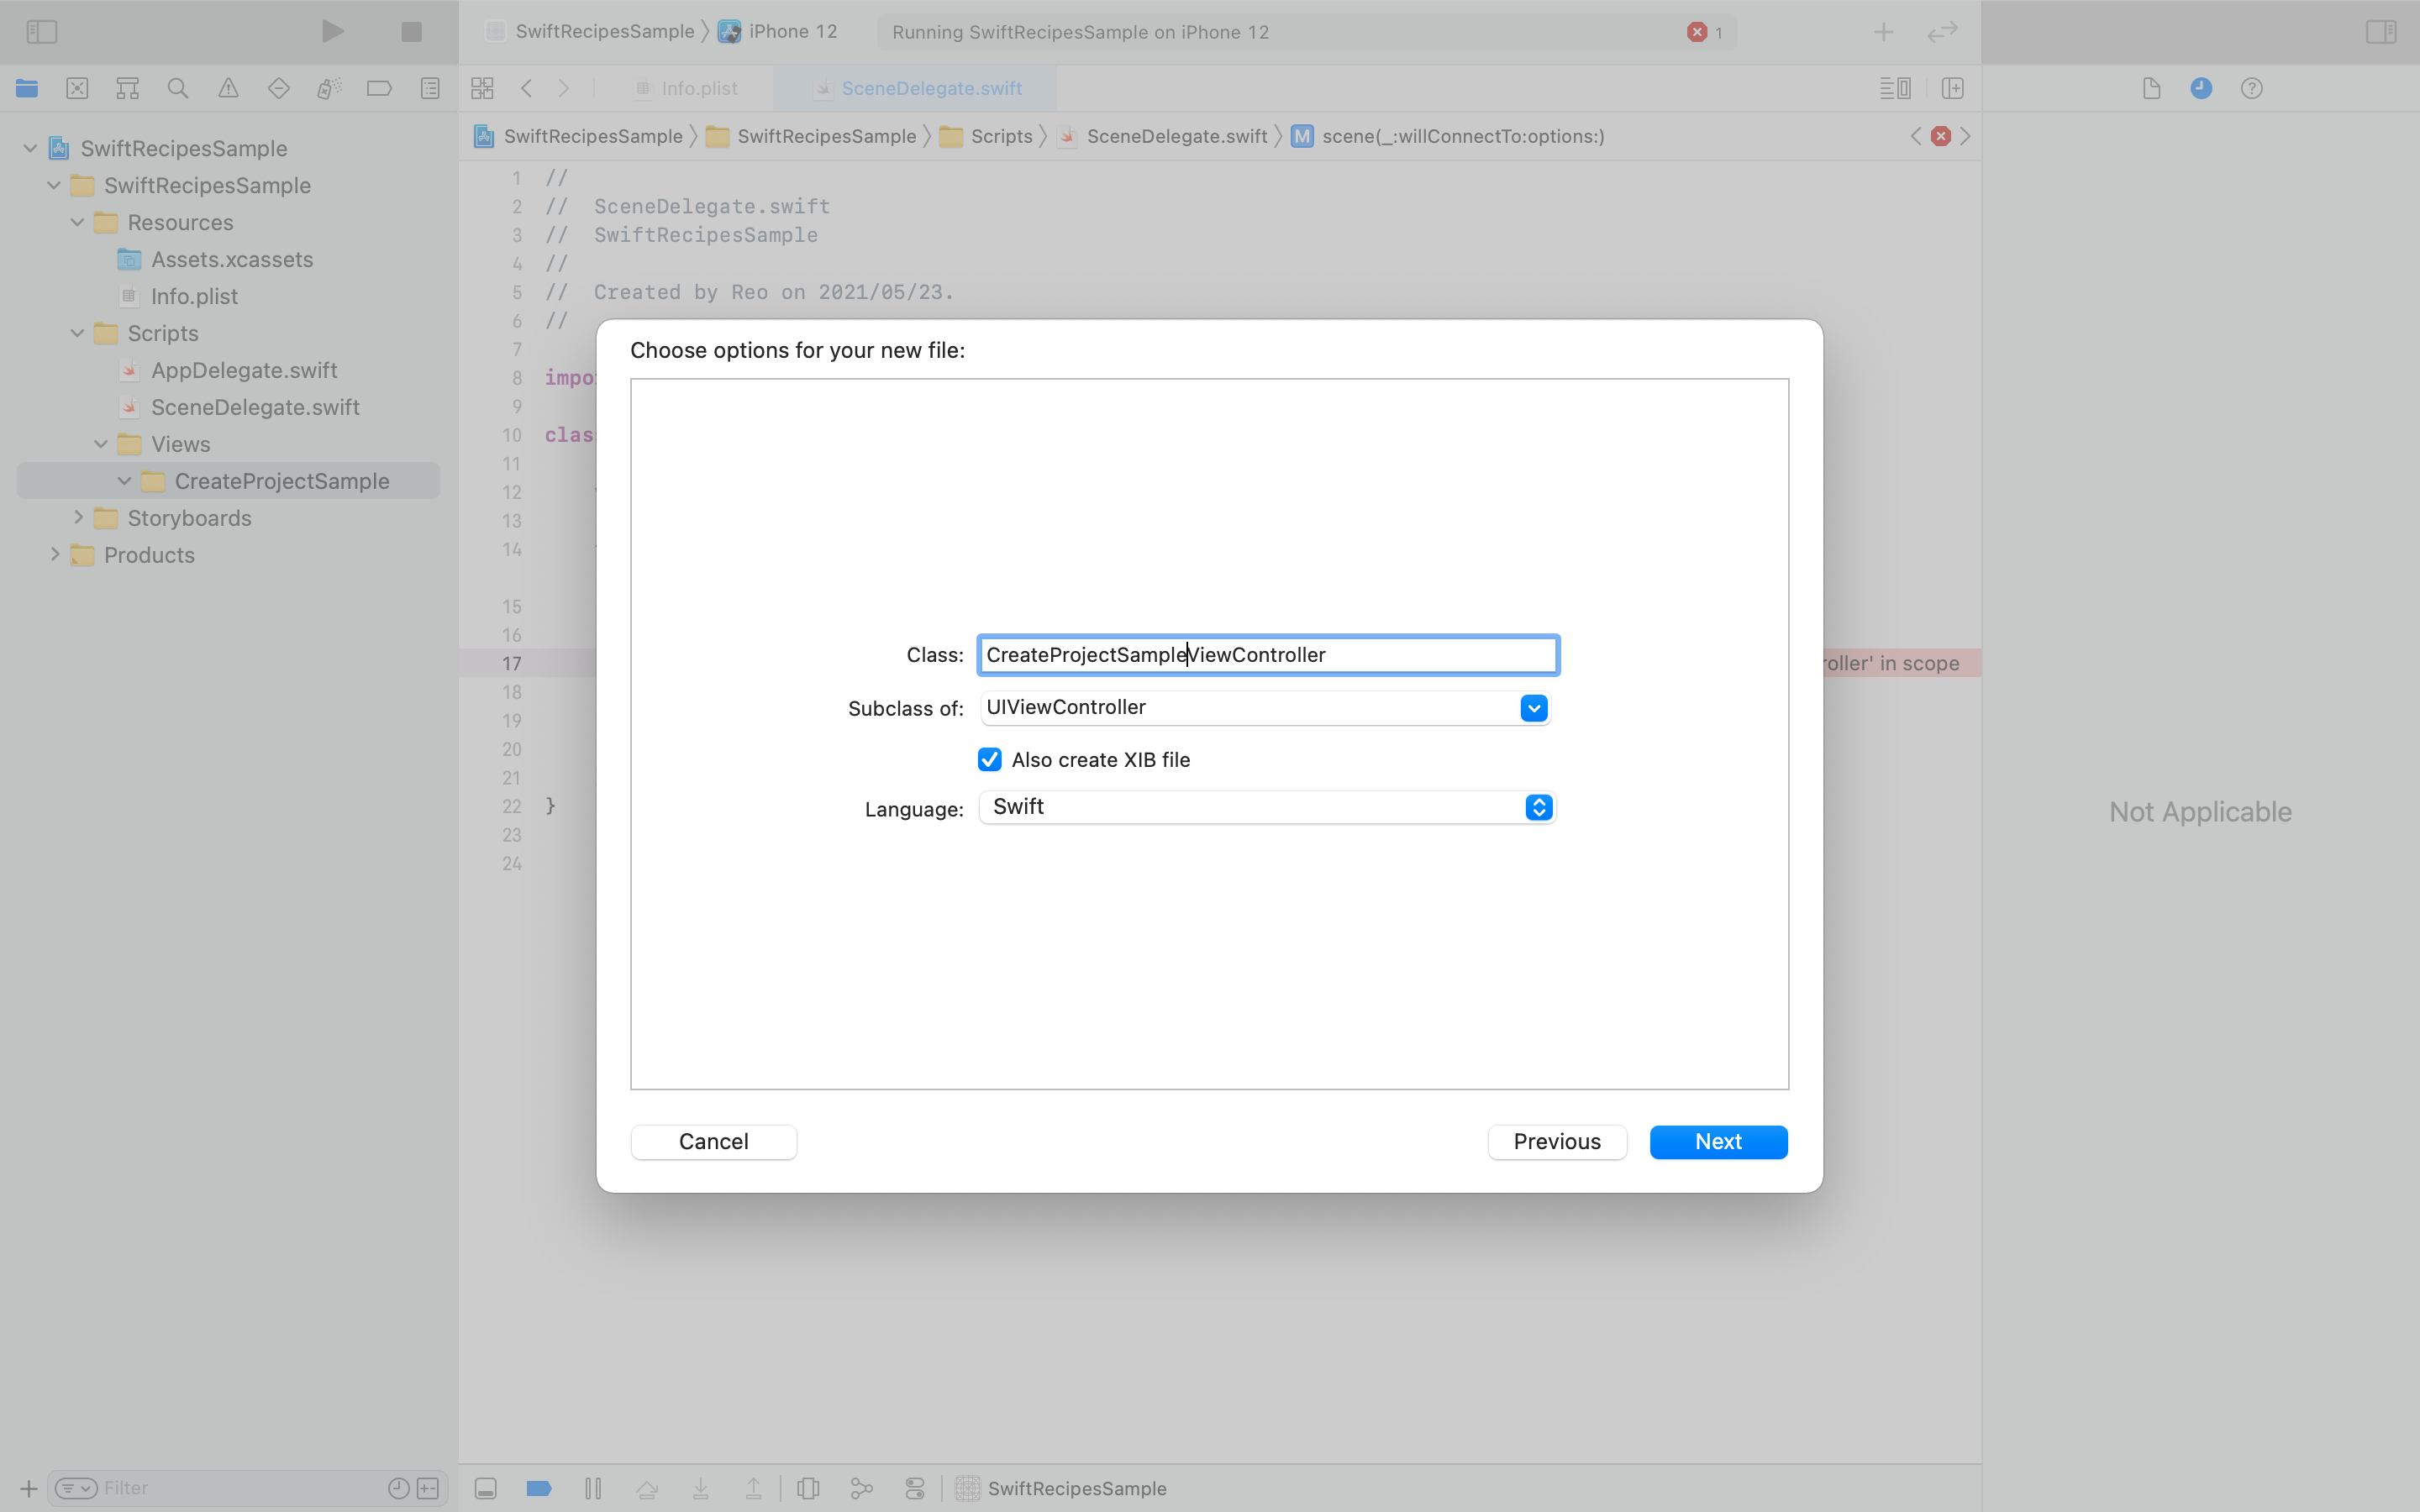 SwiftRecipesSample
iPhone 12
Running SwiftRecipesSample on iPhone 12
1
Info.plist
SceneDelegate.swift
SwiftRecipesSample
SwiftRecipesSample
Scripts
SceneDelegate.swift
M
scene(_:willConnectTo:options:)
SwiftRecipesSample
SwiftRecipesSample
Resources
Assets.xcassets
Info.plist
Scripts
AppDelegate.swift
SceneDelegate.swift
Views
CreateProjectSample
Storyboards
Products
1 //
2 // SceneDelegate.swift
3 // SwiftRecipesSample
4 //
5 // Created by Reo on 2021/05/23.
6 //
7
8
9
10 clas
11
12
13
14
15
16
17 roller' in scope
18
19
20
21
22 }
23
24
Choose options for your new file:
Class: CreateProjectSampleViewController
Subclass of: UIViewController
Also create XIB file
Language: Swift
Cancel
Previous
Next
Not Applicable
Filter
SwiftRecipesSample